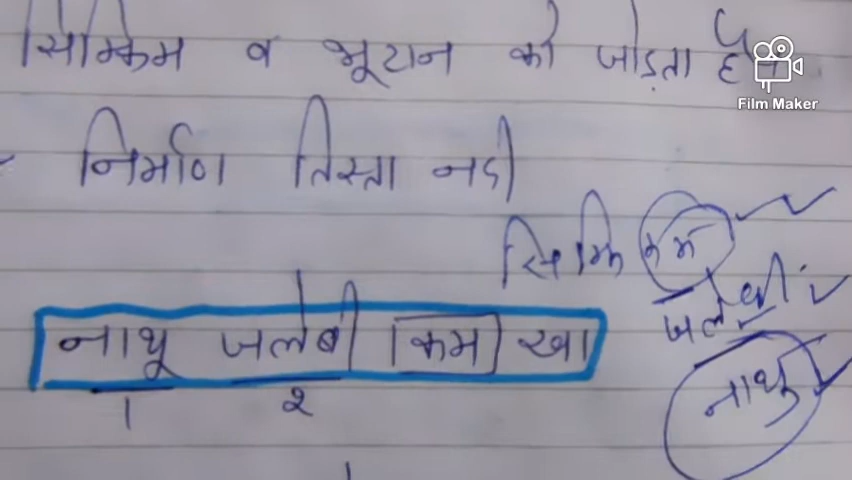 सिक्किम व भूटान को जोड़ता है
Film Maker
निर्माण तिस्ता नदी
जलेबी
नाथू जलेबी कम खा
नाथु
1 2